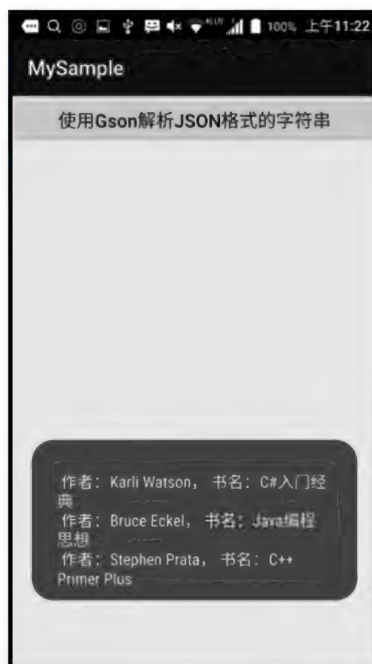 100% 上午11:22
MySample
使用Gson解析JSON格式的字符串
作者：Karli Watson， 书名：C#入门经
典
作者：Bruce Eckel， 书名：Java编程
思想
作者：Stephen Prata， 书名：C++
Primer Plus